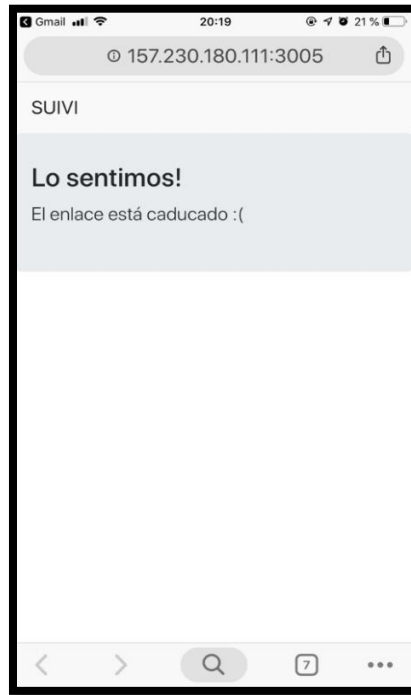 Gmail 20:19 21 %
157.230.180.111:3005
SUIVI
Lo sentimos!
El enlace está caducado :(
7